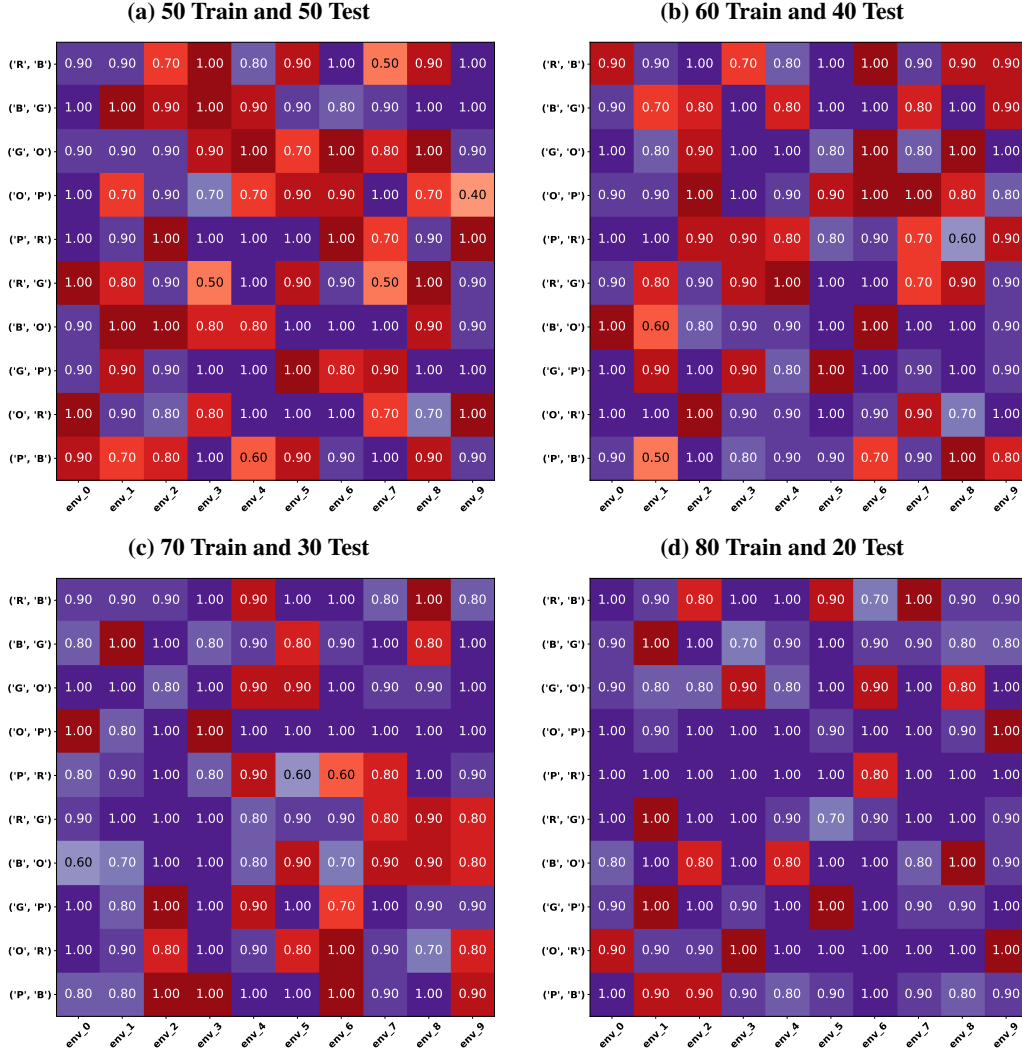 (a) 50 Train and 50 Test
('R', 'B') 0.90 0.90 0.70 1.00 0.80 0.90 1.00 0.50 0.90 1.00
('B', 'G') 1.00 1.00 0.90 1.00 0.90 0.90 0.80 0.90 1.00 1.00
('G', 'O') 0.90 0.90 0.90 0.90 1.00 0.70 1.00 0.80 1.00 0.90
('O', 'P') 1.00 0.70 0.90 0.70 0.70 0.90 0.90 1.00 0.70 0.40
('P', 'R') 1.00 0.90 1.00 1.00 1.00 1.00 1.00 0.70 0.90 1.00
('R', 'G') 1.00 0.80 0.90 0.50 1.00 0.90 0.90 0.50 1.00 0.90
('B', 'O') 0.90 1.00 1.00 0.80 0.80 1.00 1.00 1.00 0.90 0.90
('G', 'P') 0.90 0.90 0.90 1.00 1.00 1.00 0.80 0.90 1.00 1.00
('O', 'R') 1.00 0.90 0.80 0.80 1.00 1.00 1.00 0.70 0.70 1.00
('P', 'B') 0.90 0.70 0.80 1.00 0.60 0.90 0.90 1.00 0.90 0.90
env_0 env_1 env_2 env_3 env_4 env_5 env_6 env_7 env_8 env_9
(b) 60 Train and 40 Test
('R', 'B') 0.90 0.90 1.00 0.70 0.80 1.00 1.00 0.90 0.90 0.90
('B', 'G') 0.90 0.70 0.80 1.00 0.80 1.00 1.00 0.80 1.00 0.90
('G', 'O') 1.00 0.80 0.90 1.00 1.00 0.80 1.00 0.80 1.00 1.00
('O', 'P') 0.90 0.90 1.00 1.00 0.90 0.90 1.00 1.00 0.80 0.80
('P', 'R') 1.00 1.00 0.90 0.90 0.80 0.80 0.90 0.70 0.60 0.90
('R', 'G') 0.90 0.80 0.90 0.90 1.00 1.00 1.00 0.70 0.90 0.90
('B', 'O') 1.00 0.60 0.80 0.90 0.90 1.00 1.00 1.00 1.00 0.90
('G', 'P') 1.00 0.90 1.00 0.90 0.80 1.00 1.00 0.90 1.00 0.90
('O', 'R') 1.00 1.00 1.00 0.90 0.90 1.00 0.90 0.90 0.70 1.00
('P', 'B') 0.90 0.50 1.00 0.80 0.90 0.90 0.70 0.90 1.00 0.80
env_0 env_1 env_2 env_3 env_4 env_5 env_6 env_7 env_8 env_9
(c) 70 Train and 30 Test
('R', 'B') 0.90 0.90 0.90 1.00 0.90 1.00 1.00 0.80 1.00 0.80
('B', 'G') 0.80 1.00 1.00 0.80 0.90 0.80 0.90 1.00 0.80 1.00
('G', 'O') 1.00 1.00 0.80 1.00 0.90 0.90 1.00 0.90 0.90 1.00
('O', 'P') 1.00 0.80 1.00 1.00 1.00 1.00 1.00 1.00 1.00 1.00
('P', 'R') 0.80 0.90 1.00 0.80 0.90 0.60 0.60 0.80 1.00 0.90
('R', 'G') 0.90 1.00 1.00 1.00 0.80 0.90 0.90 0.80 0.90 0.80
('B', 'O') 0.60 0.70 1.00 1.00 0.80 0.90 0.70 0.90 0.90 0.80
('G', 'P') 1.00 0.80 1.00 1.00 0.90 1.00 0.70 1.00 0.90 0.90
('O', 'R') 1.00 0.90 0.80 1.00 0.90 0.80 1.00 0.90 0.70 0.80
('P', 'B') 0.80 0.80 1.00 1.00 1.00 1.00 1.00 0.90 1.00 0.90
env_0 env_1 env_2 env_3 env_4 env_5 env_6 env_7 env_8 env_9
(d) 80 Train and 20 Test
('R', 'B') 1.00 0.90 0.80 1.00 1.00 0.90 0.70 1.00 0.90 0.90
('B', 'G') 0.90 1.00 1.00 0.70 0.90 1.00 0.90 0.90 0.80 0.80
('G', 'O') 0.90 0.80 0.80 0.90 0.80 1.00 0.90 1.00 0.80 1.00
('O', 'P') 1.00 0.90 1.00 1.00 1.00 0.90 1.00 0.90 0.90 1.00
('P', 'R') 1.00 1.00 1.00 1.00 1.00 1.00 0.80 1.00 1.00 1.00
('R', 'G') 1.00 1.00 1.00 1.00 0.90 0.70 0.90 1.00 1.00 0.90
('B', 'O') 0.80 1.00 0.80 1.00 0.80 1.00 1.00 0.80 1.00 0.90
('G', 'P') 0.90 1.00 1.00 0.90 1.00 1.00 1.00 0.90 0.90 1.00
('O', 'R') 0.90 0.90 0.90 1.00 1.00 1.00 1.00 1.00 1.00 1.00
('P', 'B') 1.00 0.90 0.90 0.80 0.80 1.00 1.00 0.90 0.80 0.90
env_0 env_1 env_2 env_3 env_4 env_5 env_6 env_7 env_8 env_9